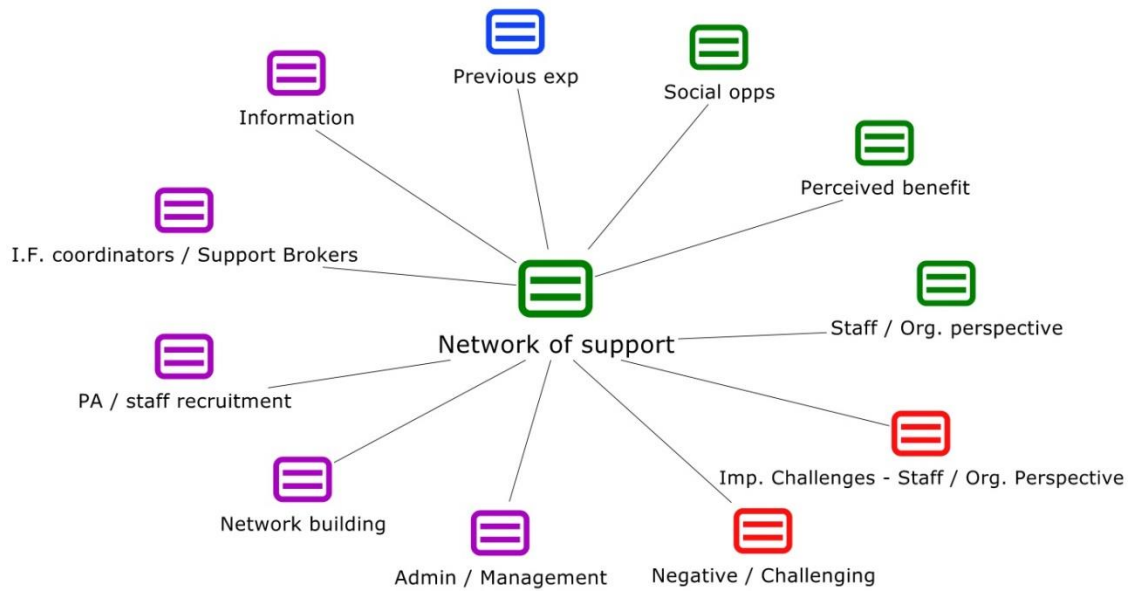 Previous exp
Social opps
Information
Perceived benefit
I.F. coordinators / Support Brokers
Staff / Org. perspective
Network of support
PA / staff recruitment
Imp. Challenges - Staff / Org. Perspective
Network building
Admin / Management
Negative / Challenging